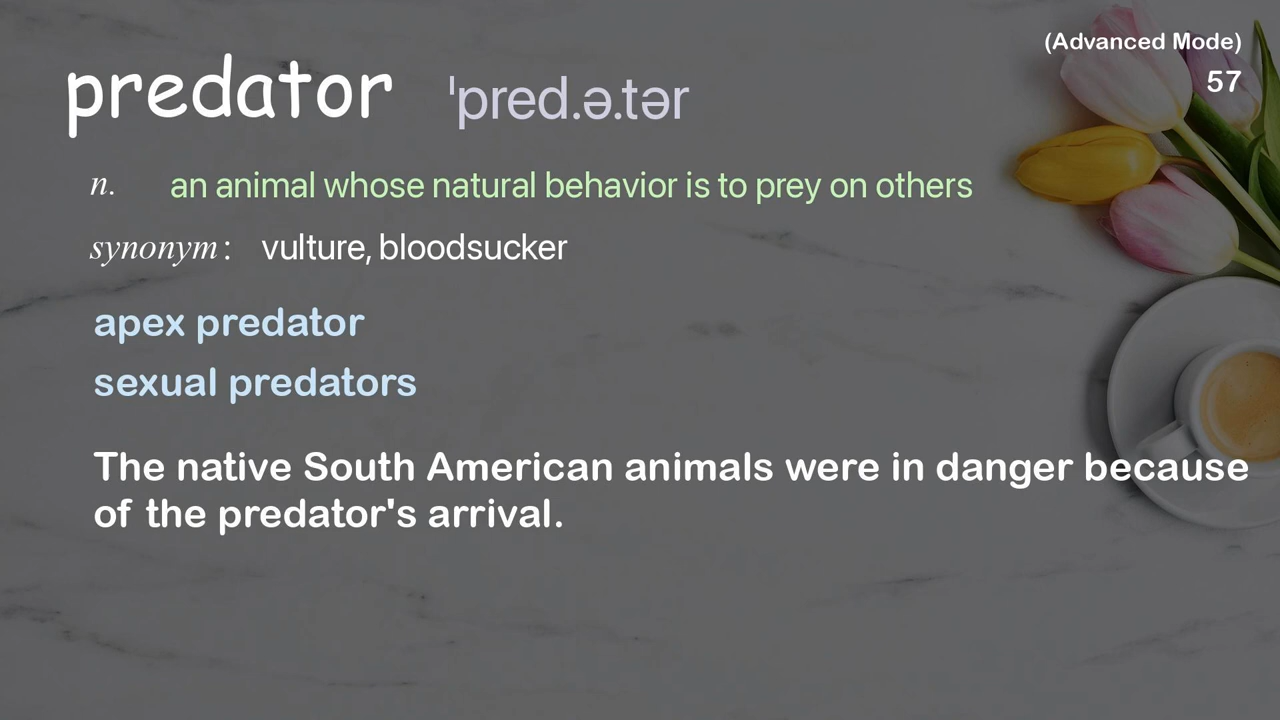 (Advanced Mode)
57
predator ˈpred.ə.tər
n. an animal whose natural behavior is to prey on others
synonym: vulture, bloodsucker
apex predator
sexual predators
The native South American animals were in danger because
of the predator's arrival.